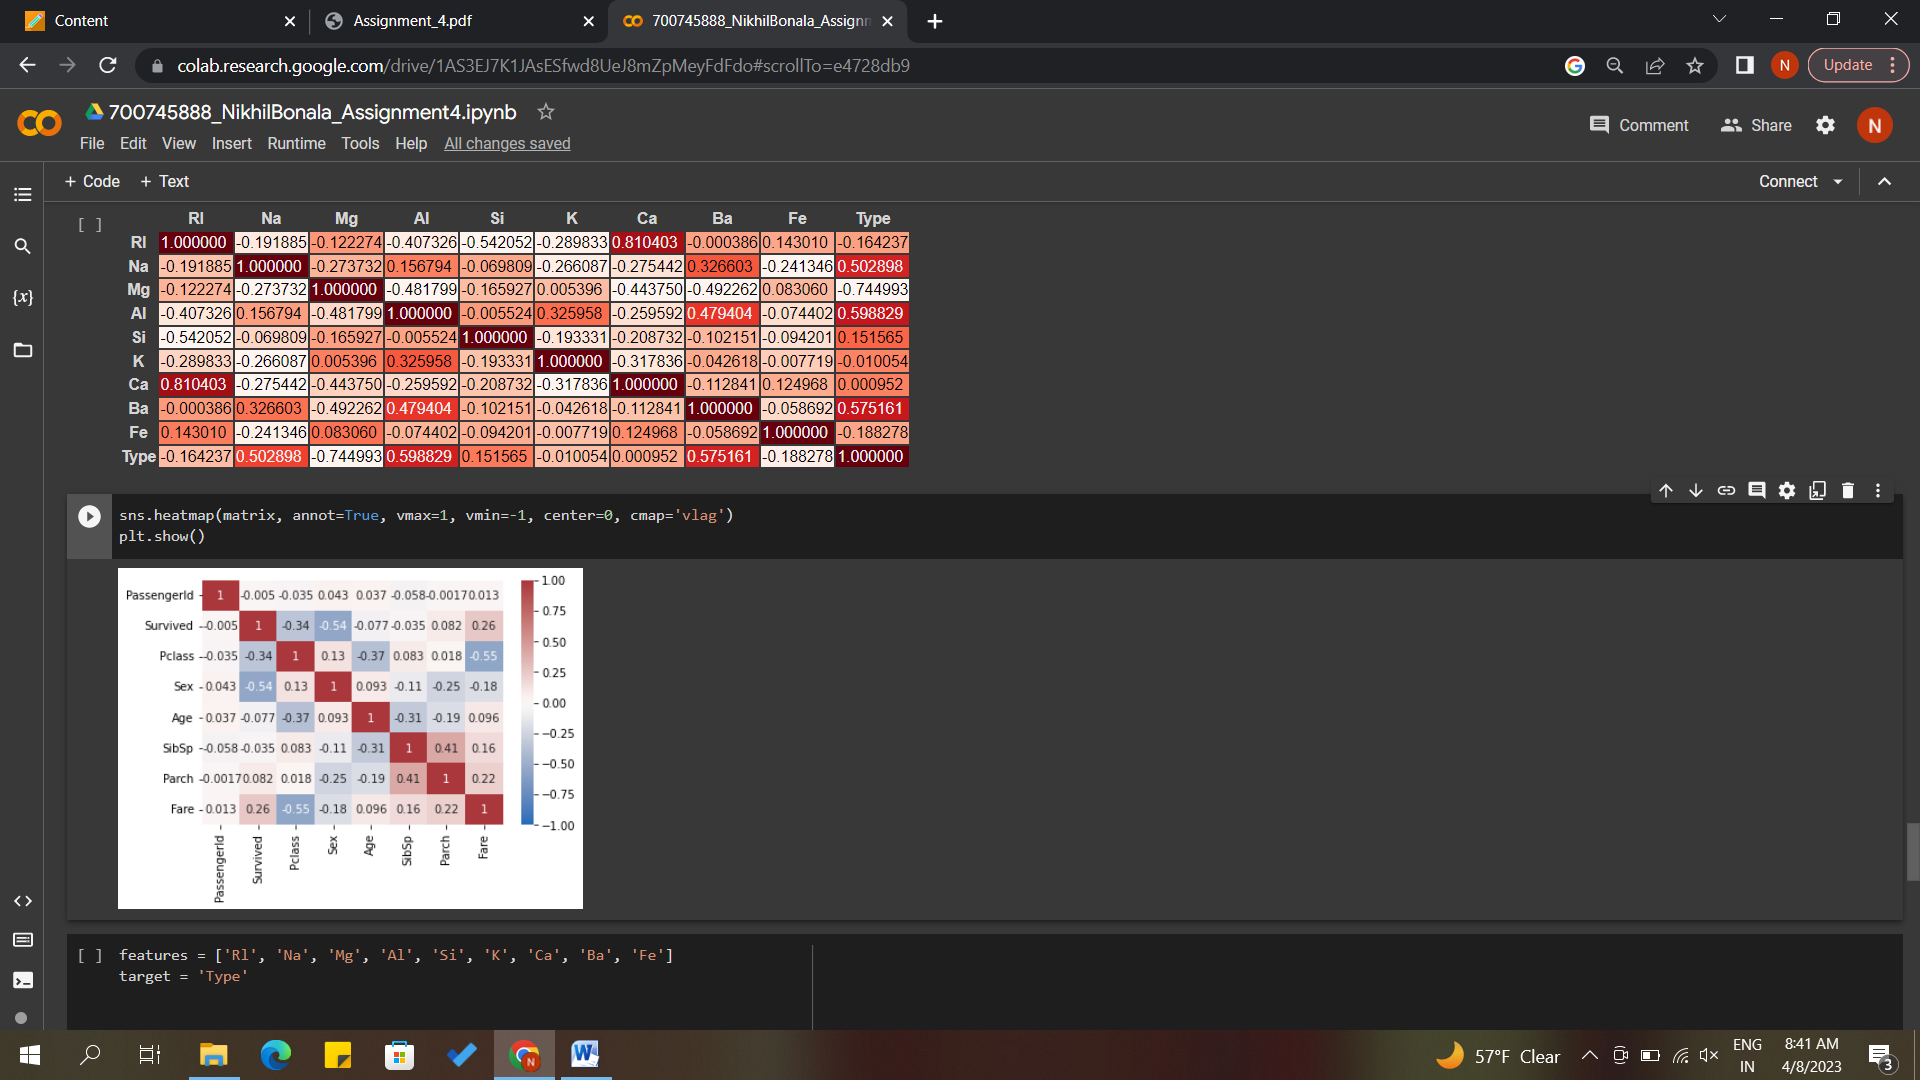 Content
Assignment_4.pdf
700745888_NikhilBonala_Assignm
colab.research.google.com/drive/1AS3EJ7K1JAsESfwd8UeJ8mZpMeyFdFdo#scrollTo=e4728db9
N
Update
700745888_NikhilBonala_Assignment4.ipynb
Comment
Share
N
File Edit View Insert Runtime Tools Help All changes saved
+ Code + Text
Connect
[ ]
RI Na Mg Al Si K Ca Ba Fe Type
RI 1.000000 -0.191885 -0.122274 -0.407326 -0.542052 -0.289833 0.810403 -0.000386 0.143010 -0.164237
Na -0.191885 1.000000 -0.273732 0.156794 -0.069809 -0.266087 -0.275442 0.326603 -0.241346 0.502898
Mg -0.122274 -0.273732 1.000000 -0.481799 -0.165927 0.005396 -0.443750 -0.492262 0.083060 -0.744993
Al -0.407326 0.156794 -0.481799 1.000000 -0.005524 0.325958 -0.259592 0.479404 -0.074402 0.598829
Si -0.542052 -0.069809 -0.165927 -0.005524 1.000000 -0.193331 -0.208732 -0.102151 -0.094201 0.151565
K -0.289833 -0.266087 0.005396 0.325958 -0.193331 1.000000 -0.317836 -0.042618 -0.007719 -0.010054
Ca 0.810403 -0.275442 -0.443750 -0.259592 -0.208732 -0.317836 1.000000 -0.112841 0.124968 0.000952
Ba -0.000386 0.326603 -0.492262 0.479404 -0.102151 -0.042618 -0.112841 1.000000 -0.058692 0.575161
Fe 0.143010 -0.241346 0.083060 -0.074402 -0.094201 -0.007719 0.124968 -0.058692 1.000000 -0.188278
Type -0.164237 0.502898 -0.744993 0.598829 0.151565 -0.010054 0.000952 0.575161 -0.188278 1.000000
{x}
sns.heatmap(matrix, annot=True, vmax=1, vmin=-1, center=0, cmap='vlag')
plt.show()
PassengerId 1 -0.005 -0.035 0.043 0.037 -0.058 -0.0017 0.013
Survived -0.005 1 -0.34 -0.54 -0.077 -0.035 0.082 0.26
Pclass -0.035 -0.34 1 0.13 -0.37 0.083 0.018 -0.55
Sex 0.043 -0.54 0.13 1 0.093 -0.11 -0.25 -0.18
Age 0.037 -0.077 -0.37 0.093 1 -0.31 -0.19 0.096
SibSp -0.058 -0.035 0.083 -0.11 -0.31 1 0.41 0.16
Parch -0.0017 0.082 0.018 -0.25 -0.19 0.41 1 0.22
Fare 0.013 0.26 -0.55 -0.18 0.096 0.16 0.22 1
PassengerId Survived Pclass Sex Age SibSp Parch Fare
1.00
0.75
0.50
0.25
0.00
−0.25
−0.50
−0.75
−1.00
[ ] features = ['Rl', 'Na', 'Mg', 'Al', 'Si', 'K', 'Ca', 'Ba', 'Fe']
target = 'Type'
57°F Clear
ENG
IN
8:41 AM
4/8/2023
3